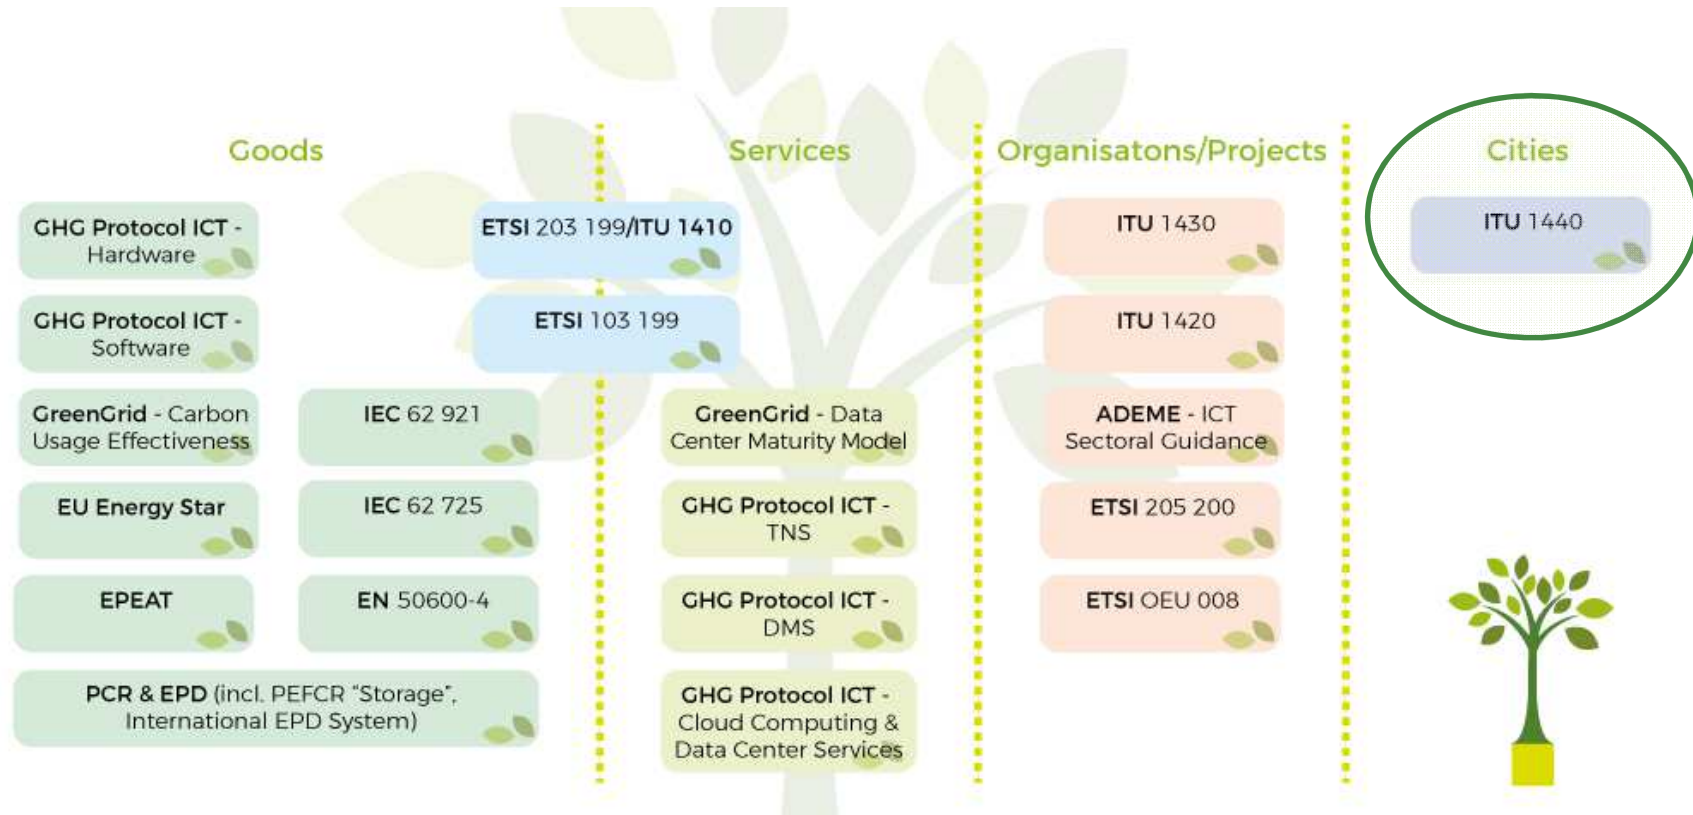 Goods
GHG Protocol ICT -
Hardware
GHG Protocol ICT -
Software
GreenGrid - Carbon
Usage Effectiveness
EU Energy Star
EPEAT
IEC 62 921
IEC 62 725
EN 50600-4
PCR & EPD (incl. PEFCR “Storage”,
International EPD System)
ETSI 203 199/ITU 1410
ETSI 103 199
Services
GreenGrid - Data
Center Maturity Model
GHG Protocol ICT -
TNS
GHG Protocol ICT -
DMS
GHG Protocol ICT -
Cloud Computing &
Data Center Services
Organisatons/Projects
ITU 1430
ITU 1420
ADEME - ICT
Sectoral Guidance
ETSI 205 200
ETSI OEU 008
Cities
ITU 1440